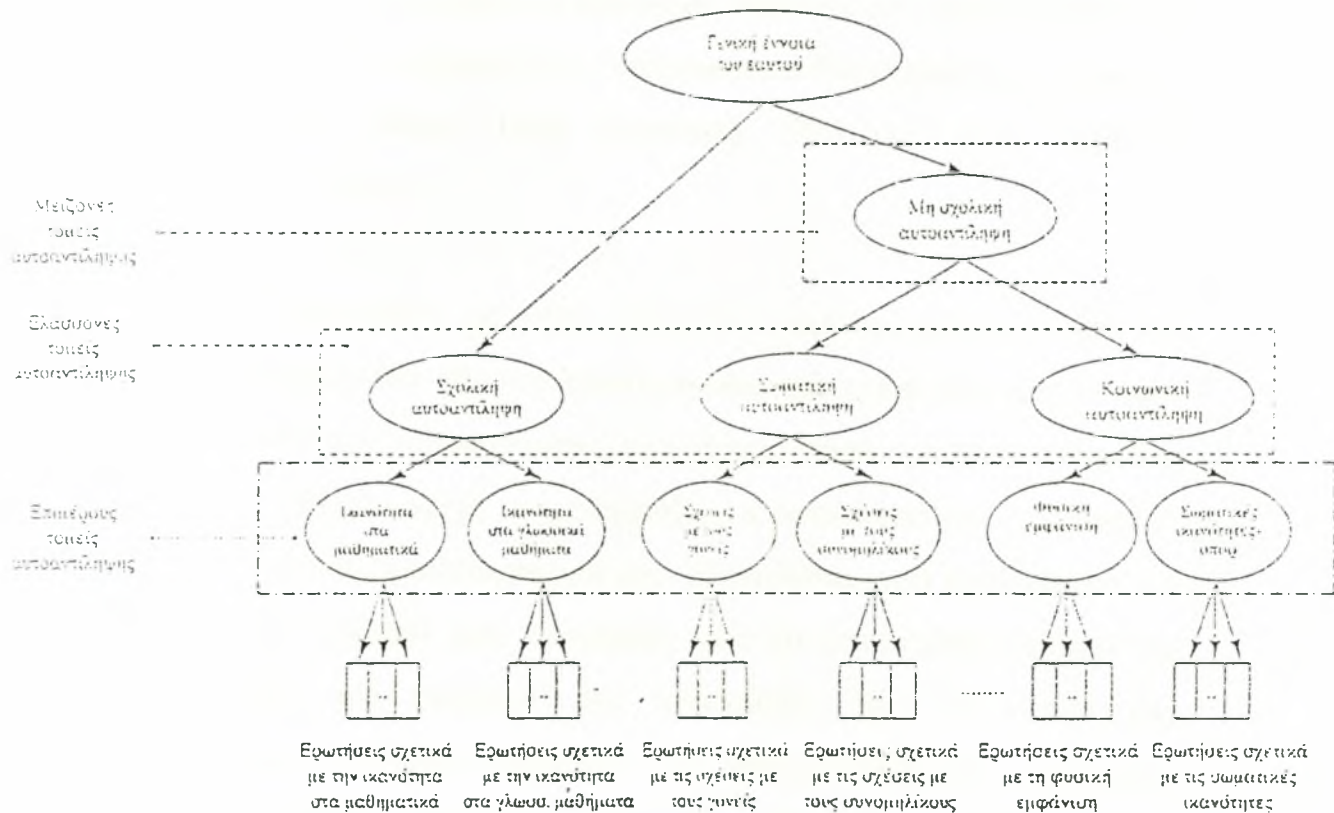 Γενική έννοια
του εαυτού
Μείζονες
τομείς
αυτοαντίληψης
Μη σχολική
αυτοαντίληψη
Ελάσσονες
τομείς
αυτοαντίληψης
Σχολική
αυτοαντίληψη
Σωματική
αυτοαντίληψη
Κοινωνική
αυτοαντίληψη
Επιμέρους
τομείς
αυτοαντίληψης
Ικανότητα
στα
μαθηματικά
Ικανότητα
στα γλωσσικά
μαθήματα
Σχέσεις
με τους
γονείς
Σχέσεις
με τους
συνομηλίκους
Φυσική
εμφάνιση
Σωματικές
ικανότητες-
σπορ
Ερωτήσεις σχετικά
με την ικανότητα
στα μαθηματικά
Ερωτήσεις σχετικά
με την ικανότητα
στα γλωσσ. μαθήματα
Ερωτήσεις σχετικά
με τις σχέσεις με
τους γονείς
Ερωτήσεις σχετικά
με τις σχέσεις με
τους συνομηλίκους
Ερωτήσεις σχετικά
με τη φυσική
εμφάνιση
Ερωτήσεις σχετικά
με τις σωματικές
ικανότητες